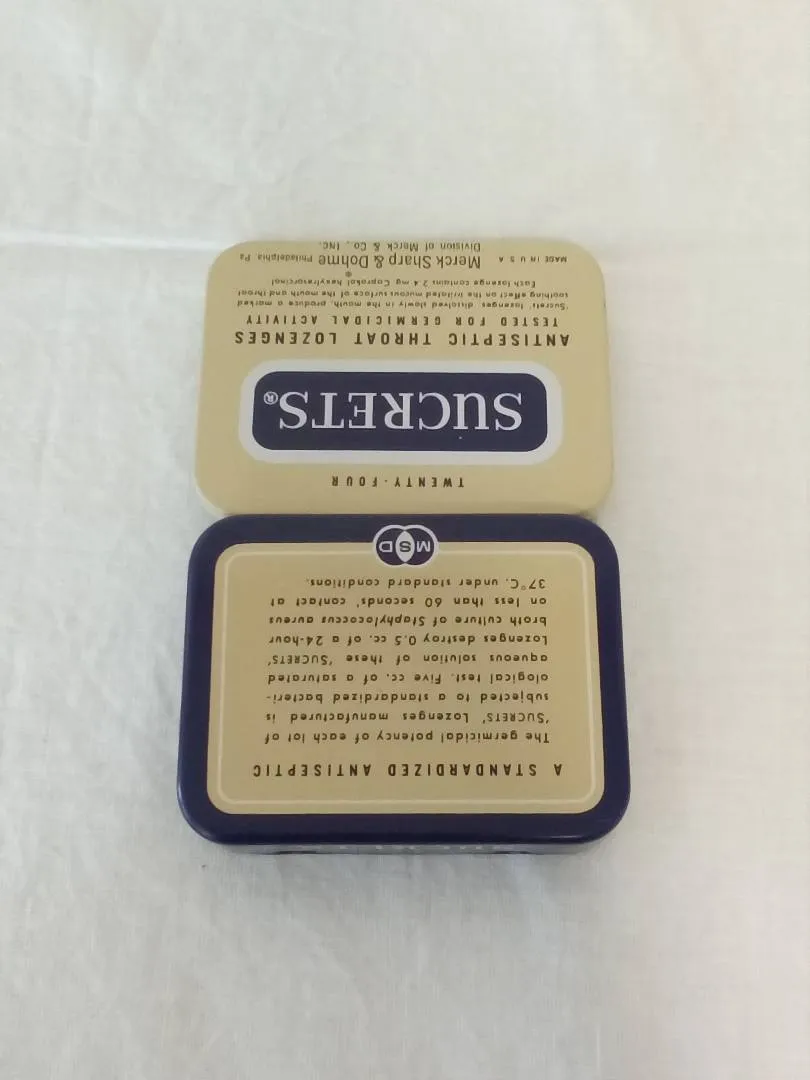 A STANDARDIZED ANTISEPTIC
The germicidal potency of each lot of
'SUCRETS' Lozenges manufactured is
subjected to a standardized bacteri-
ological test. Five cc. of a saturated
aqueous solution of these 'SUCRETS'
Lozenges destroy 0.5 cc. of a 24-hour
broth culture of Staphylococcus aureus
on less than 60 seconds' contact at
37°C. under standard conditions.
MSD
TWENTY-FOUR
SUCRETS®
ANTISEPTIC THROAT LOZENGES
TESTED FOR GERMICIDAL ACTIVITY
'Sucrets' lozenges, dissolved slowly in the mouth, produce a marked
soothing effect on the irritated mucous surface of the mouth and throat
Each lozenge contains 2.4 mg. Caprokol® hexylresorcinol
MADE IN U S A Merck Sharp & Dohme Philadelphia Pa
Division of Merck & Co., INC.